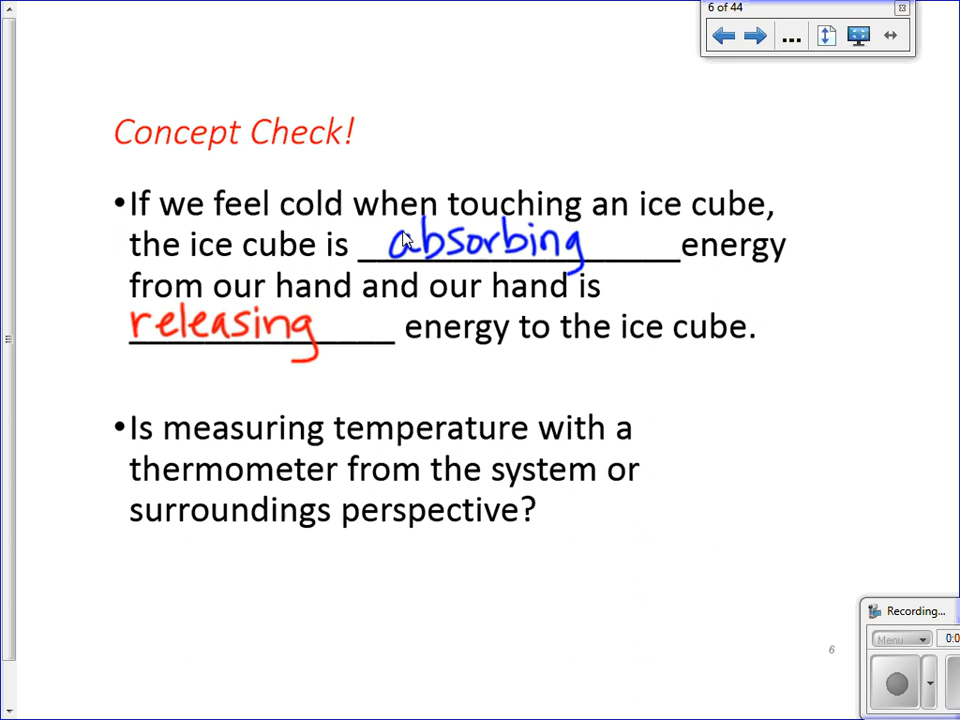 6 of 44
...
Concept Check!
•If we feel cold when touching an ice cube,
the ice cube is absorbing energy
from our hand and our hand is
releasing energy to the ice cube.
•Is measuring temperature with a
thermometer from the system or
surroundings perspective?
6
Recording...
Menu
0:0